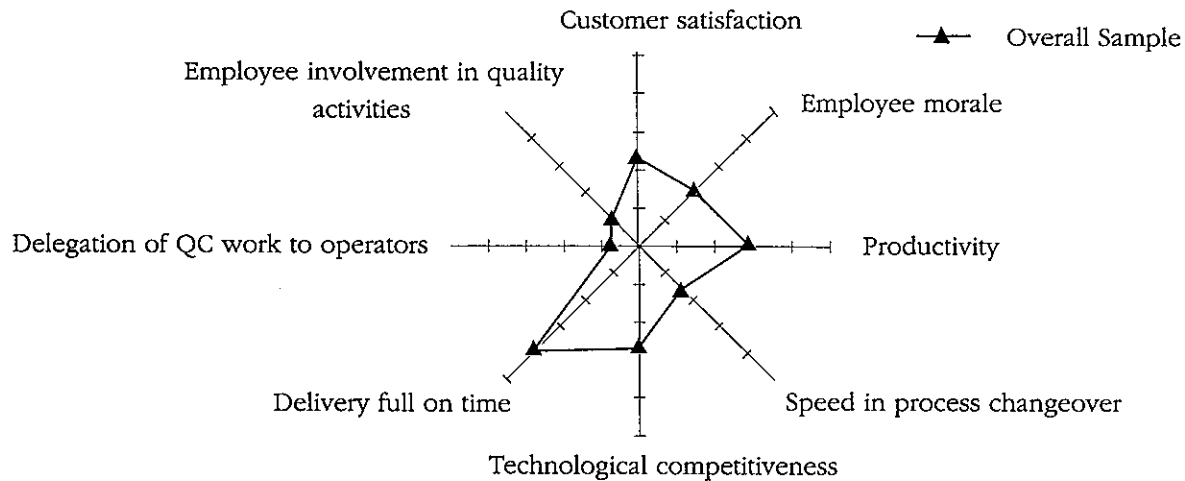 Customer satisfaction
Overall Sample
Employee involvement in quality
activities
Employee morale
Delegation of QC work to operators
Productivity
Delivery full on time
Speed in process changeover
Technological competitiveness